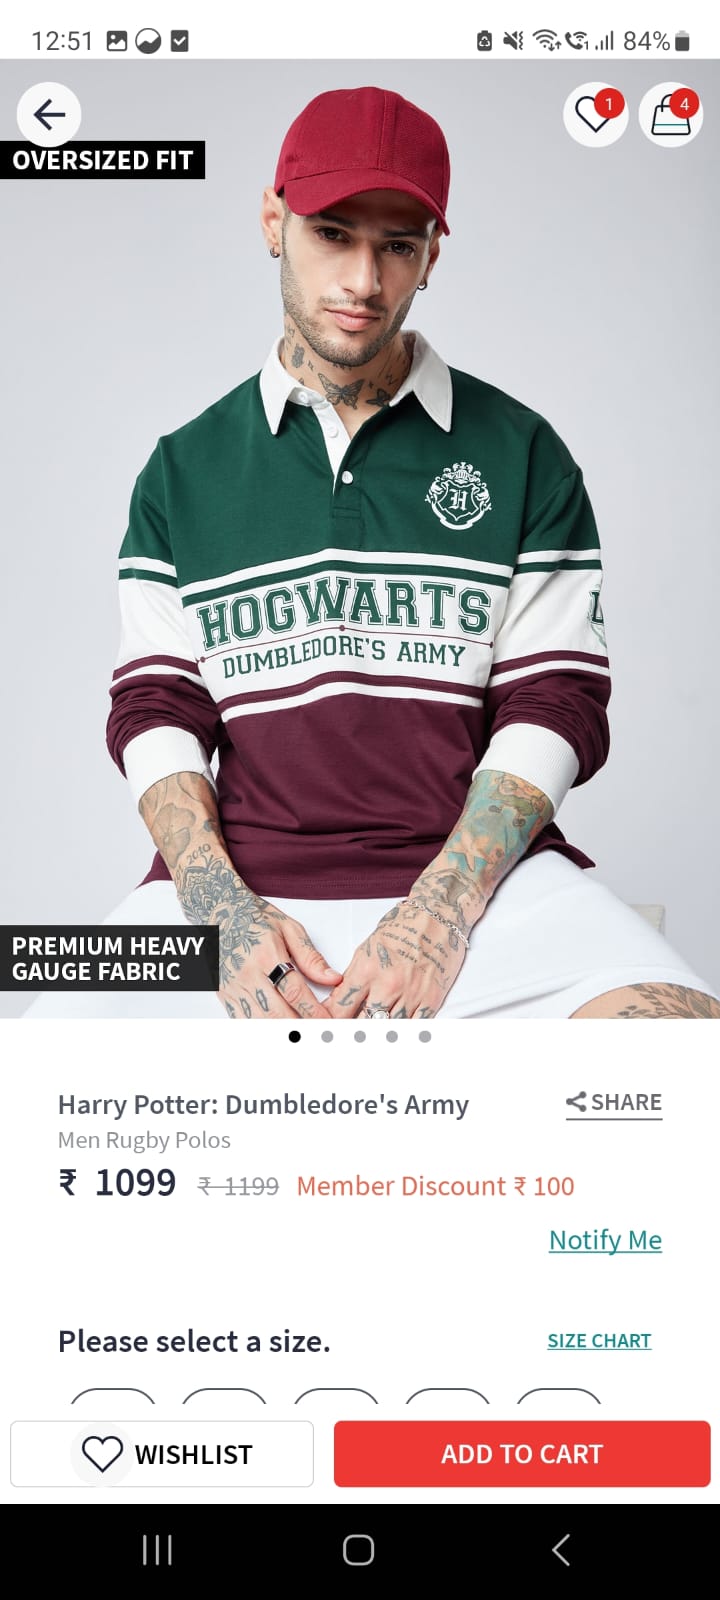 12:51
84%
1
4
OVERSIZED FIT
H
HOGWARTS
DUMBLEDORE'S ARMY
2010
PREMIUM HEAVY
GAUGE FABRIC
Harry Potter: Dumbledore's Army
SHARE
Men Rugby Polos
₹ 1099 ₹ 1199 Member Discount ₹ 100
Notify Me
Please select a size.
SIZE CHART
WISHLIST
ADD TO CART